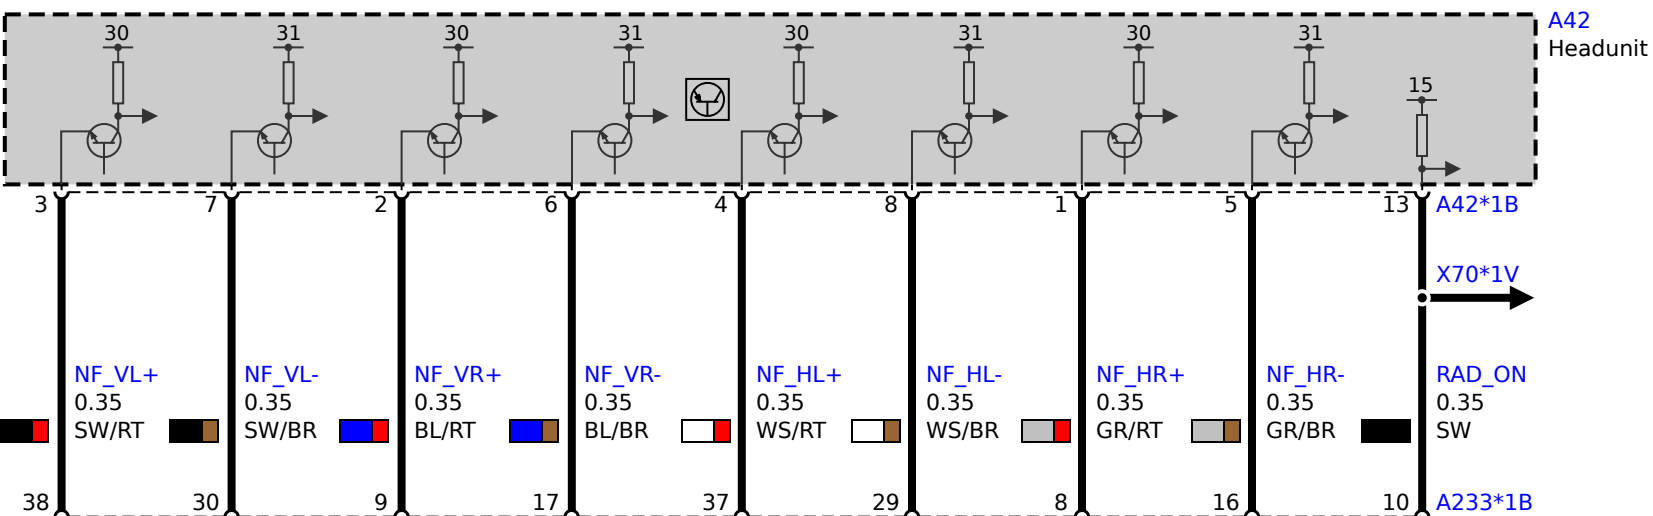 30 31 30 31 30 31 30 31 A42
Headunit
15
3 7 2 6 4 8 1 5 13 A42*1B
X70*1V
NF_VL+ NF_VL- NF_VR+ NF_VR- NF_HL+ NF_HL- NF_HR+ NF_HR- RAD_ON
0.35 0.35 0.35 0.35 0.35 0.35 0.35 0.35 0.35
SW/RT SW/BR BL/RT BL/BR WS/RT WS/BR GR/RT GR/BR SW
38 30 9 17 37 29 8 16 10 A233*1B